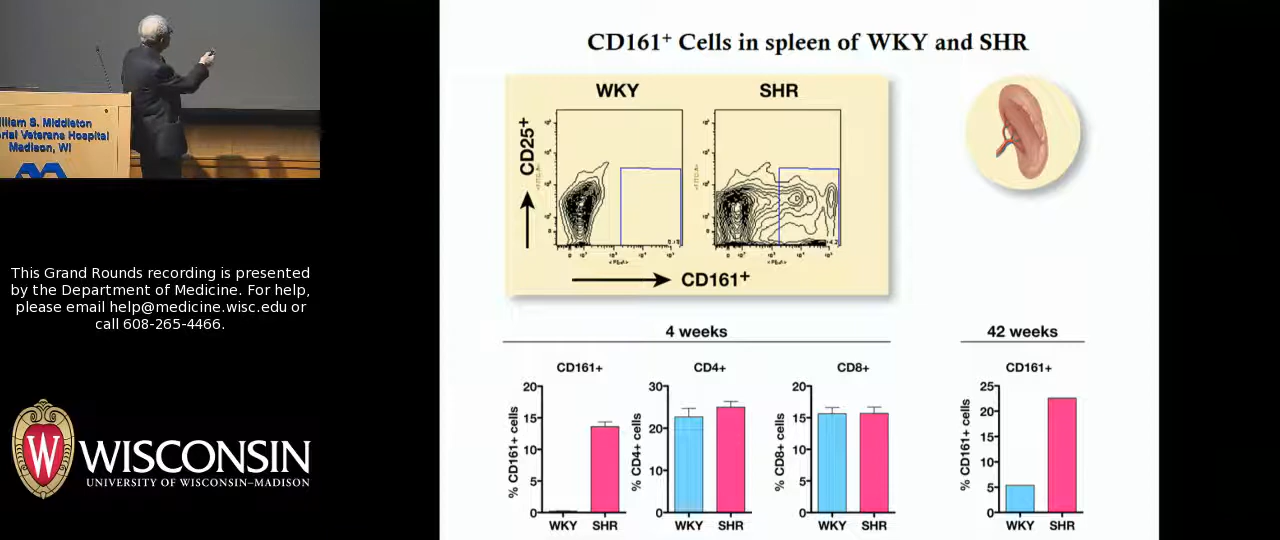 lliam S. Middleton
rial Veterans Hospital
Madison, WI
This Grand Rounds recording is presented
by the Department of Medicine. For help,
please email help@medicine.wisc.edu or
call 608-265-4466.
W
WISCONSIN
UNIVERSITY OF WISCONSIN–MADISON
CD161+ Cells in spleen of WKY and SHR
WKY
SHR
CD25+
CD161+
4 weeks
42 weeks
CD161+
% CD161+ cells
20
15
10
5
0
WKY SHR
CD4+
% CD4+ cells
30
20
10
0
WKY SHR
CD8+
% CD8+ cells
20
15
10
5
0
WKY SHR
CD161+
% CD161+ cells
25
20
15
10
5
0
WKY SHR